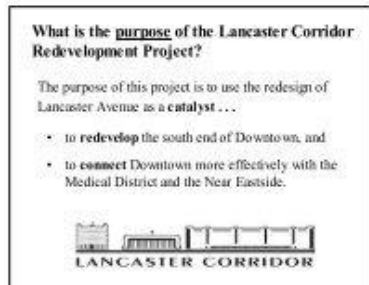 What is the purpose of the Lancaster Corridor
Redevelopment Project?
The purpose of this project is to use the redesign of
Lancaster Avenue as a catalyst . . .
• to redevelop the south end of Downtown, and
• to connect Downtown more effectively with the
Medical District and the Near Eastside.
LANCASTER CORRIDOR